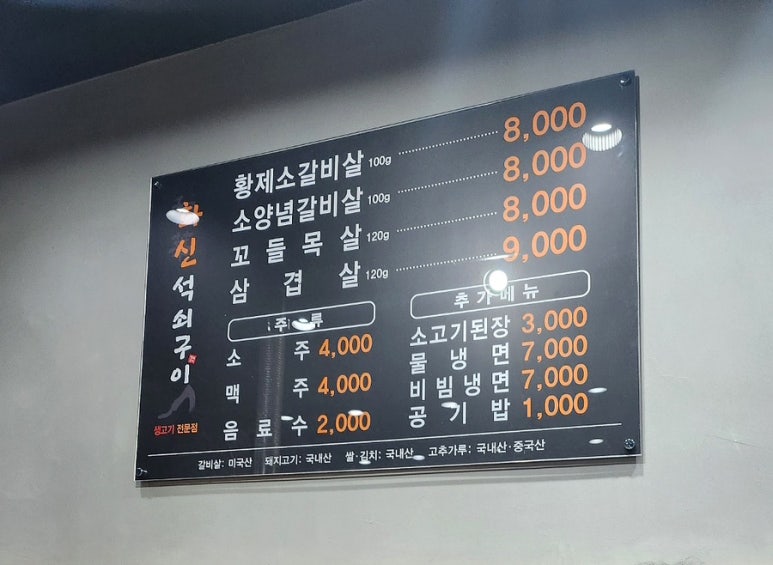 신
석쇠구이
생고기 전문점
황제소갈비살 100g 8,000
소양념갈비살 100g 8,000
꼬들목살 120g 8,000
삼겹살 120g 9,000
주류
소주 4,000
맥주 4,000
음료수 2,000
추가메뉴
소고기된장 3,000
물냉면 7,000
비빔냉면 7,000
공기밥 1,000
갈비살: 미국산 돼지고기: 국내산 쌀·김치: 국내산 고추가루: 국내산·중국산